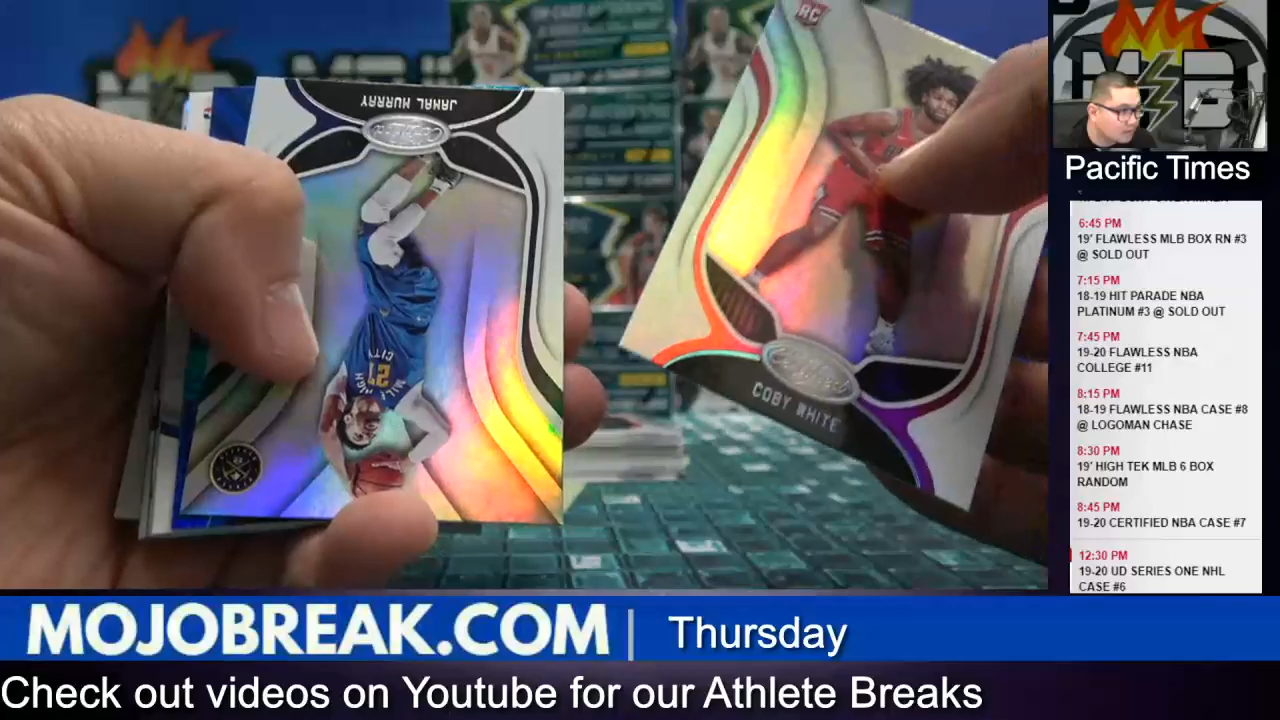 JAMAL MURRAY
MILE HIGH
CITY
27
RC
COBY WHITE
Pacific Times
6:45 PM
19' FLAWLESS MLB BOX RN #3
@ SOLD OUT
7:15 PM
18-19 HIT PARADE NBA
PLATINUM #3 @ SOLD OUT
7:45 PM
19-20 FLAWLESS NBA
COLLEGE #11
8:15 PM
18-19 FLAWLESS NBA CASE #8
@ LOGOMAN CHASE
8:30 PM
19' HIGH TEK MLB 6 BOX
RANDOM
8:45 PM
19-20 CERTIFIED NBA CASE #7
12:30 PM
19-20 UD SERIES ONE NHL
CASE #6
MOJOBREAK.COM | Thursday
Check out videos on Youtube for our Athlete Breaks